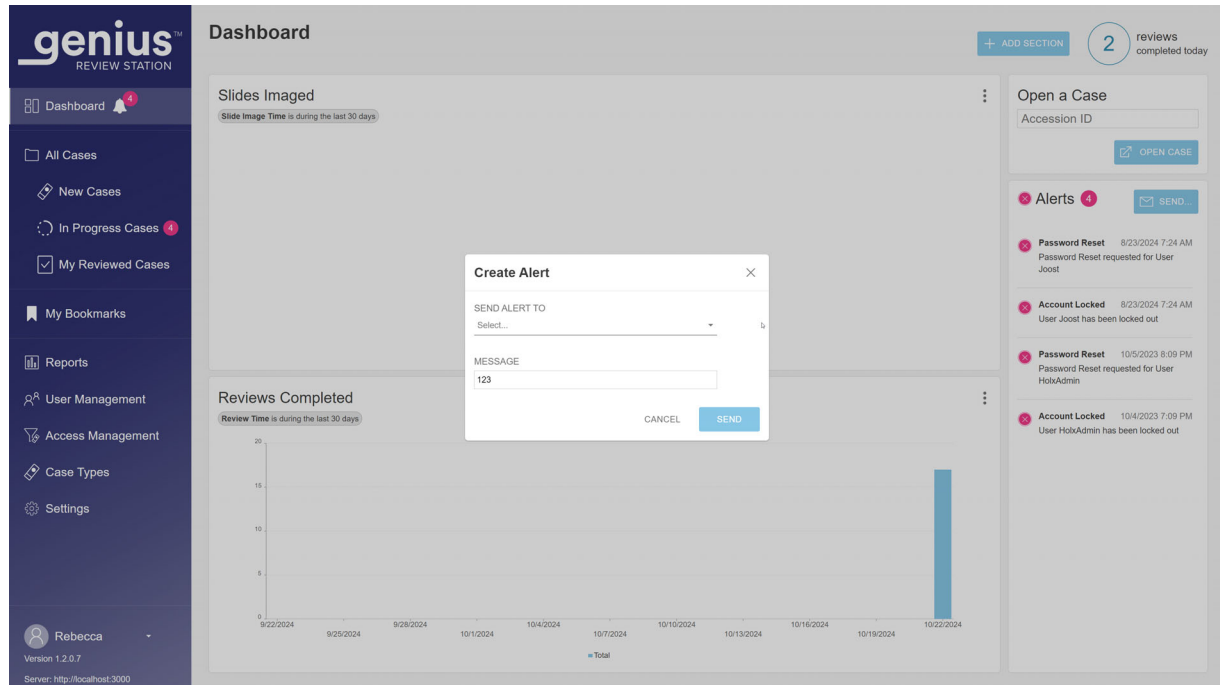 genius™
REVIEW STATION
Dashboard 4
All Cases
New Cases
In Progress Cases 4
My Reviewed Cases
My Bookmarks
Reports
User Management
Access Management
Case Types
Settings
Rebecca
Version 1.2.0.7
Server: http://localhost:3000
Dashboard
+ ADD SECTION
2
reviews
completed today
Slides Imaged
Slide Image Time is during the last 30 days
Create Alert
SEND ALERT TO
Select...
MESSAGE
123
CANCEL SEND
Reviews Completed
Review Time is during the last 30 days
20
15
10
5
0
9/22/2024 9/25/2024 9/28/2024 10/1/2024 10/4/2024 10/7/2024 10/10/2024 10/13/2024 10/16/2024 10/19/2024 10/22/2024
Total
Open a Case
Accession ID
OPEN CASE
Alerts 4
SEND...
Password Reset 8/23/2024 7:24 AM
Password Reset requested for User
Joost
Account Locked 8/23/2024 7:24 AM
User Joost has been locked out
Password Reset 10/5/2023 8:09 PM
Password Reset requested for User
HolxAdmin
Account Locked 10/4/2023 7:09 PM
User HolxAdmin has been locked out